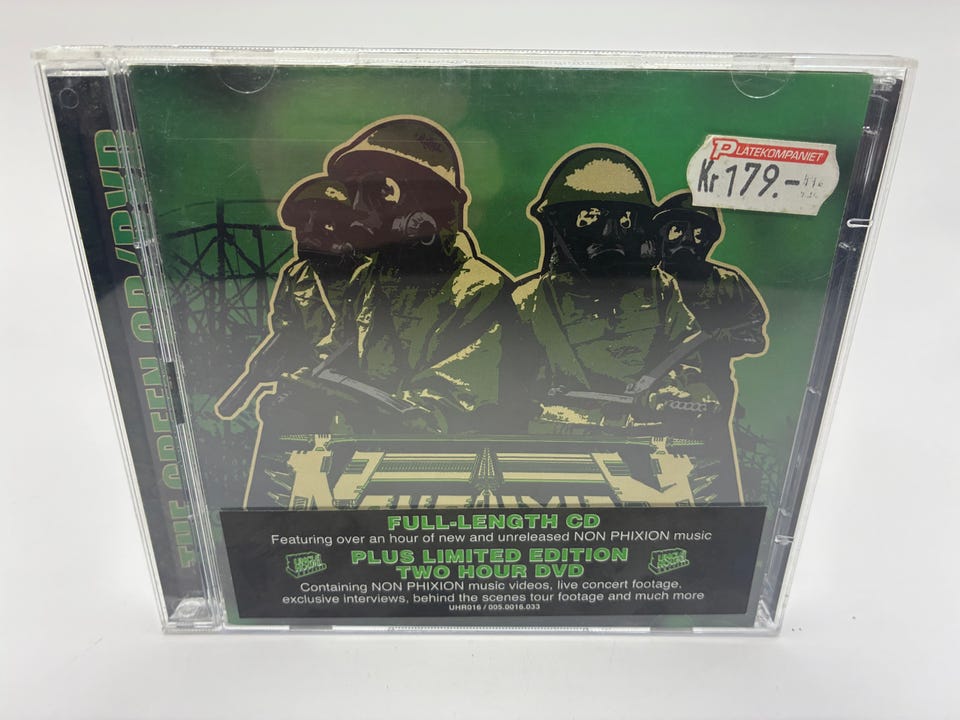 THE GREEN CD/DVD
PLATEKOMPANIET
Kr 179.-
FULL-LENGTH CD
Featuring over an hour of new and unreleased NON PHIXION music
PLUS LIMITED EDITION
TWO HOUR DVD
Containing NON PHIXION music videos, live concert footage,
exclusive interviews, behind the scenes tour footage and much more
UHR016 / 005.0016.033